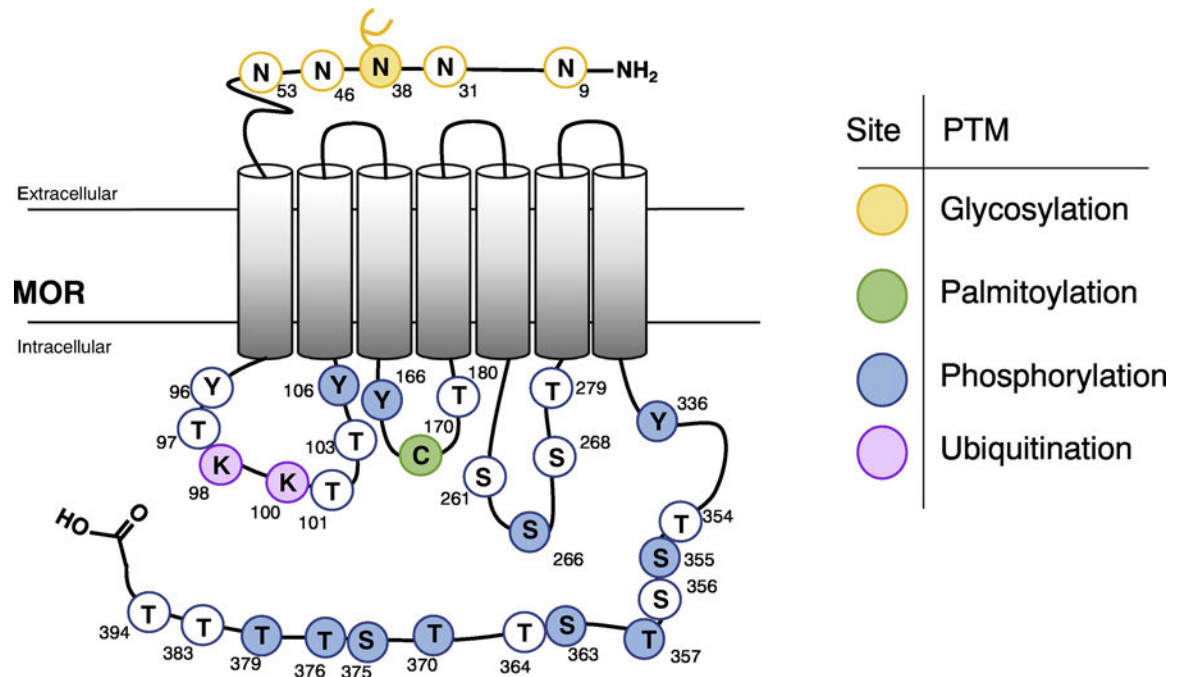 N N N N N NH₂
53 46 38 31 9
Extracellular
MOR
Intracellular
96 Y 106 Y 166 Y 180 T T 279 Y 336
97 T 103 T 170 C S 268
98 K K 100 T 101 261 S S 266
T 354
S 355
S 356
HO O
394 T T 383 T 379 T 376 S 375 T 370 T 364 S 363 T 357
Site PTM
Glycosylation
Palmitoylation
Phosphorylation
Ubiquitination